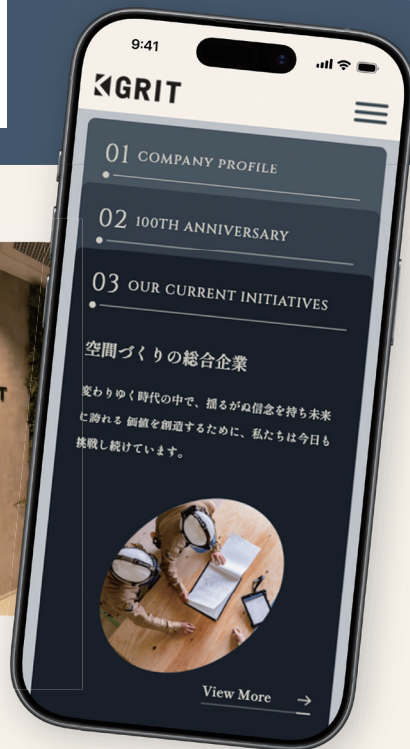 9:41
KGRIT
01 COMPANY PROFILE
02 100TH ANNIVERSARY
03 OUR CURRENT INITIATIVES
空間づくりの総合企業
変わりゆく時代の中で、揺るがぬ信念を持ち未来
に誇れる 価値を創造するために、私たちは今日も
挑戦し続けています。
View More →